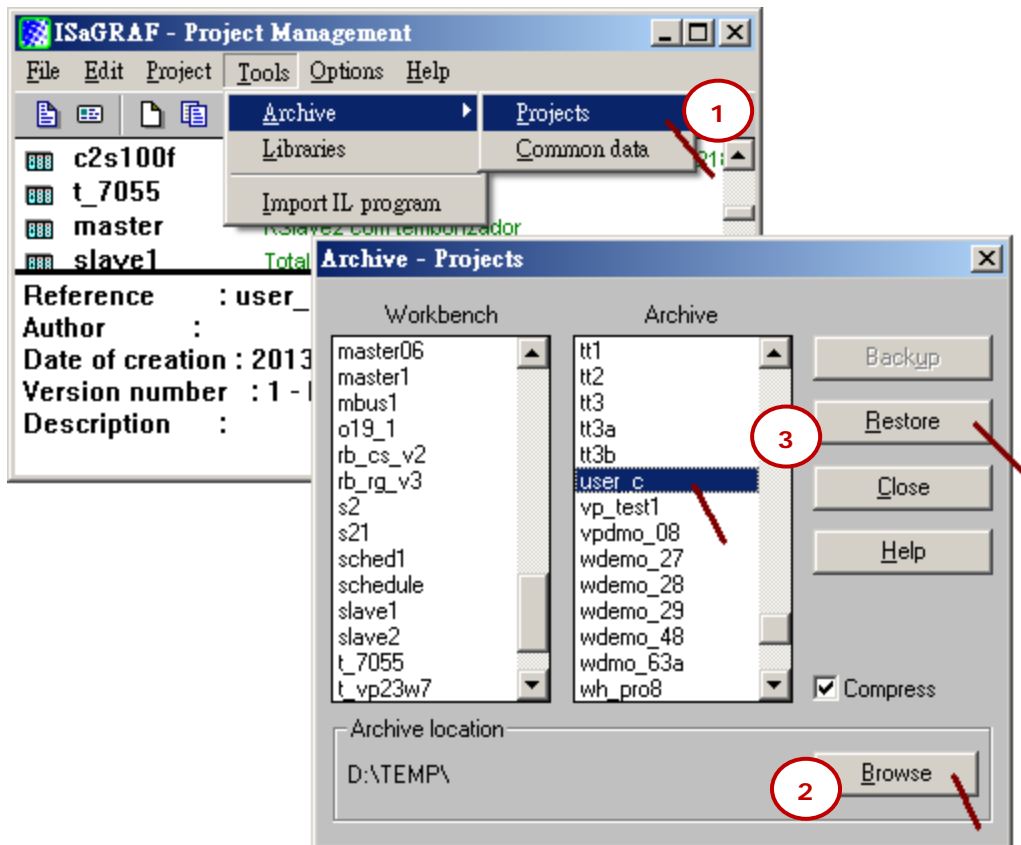 ISaGRAF - Project Management
File Edit Project Tools Options Help
Archive
Projects
1
Libraries
Common data
Import IL program
c2s100f
t_7055
master
slave1
Total
Reference : user_
Author :
Date of creation : 2013
Version number : 1 -
Description :
Archive - Projects
Workbench
master06
master1
mbus1
o19_1
rb_cs_v2
rb_rg_v3
s2
s21
sched1
schedule
slave1
slave2
t_7055
t_vp23w7
Archive
tt1
tt2
tt3
tt3a
tt3b
user_c
vp_test1
vpdmo_08
wdemo_27
wdemo_28
wdemo_29
wdemo_48
wdmo_63a
wh_pro8
Backup
3
Restore
Close
Help
Compress
Archive location
D:\TEMP\
2
Browse